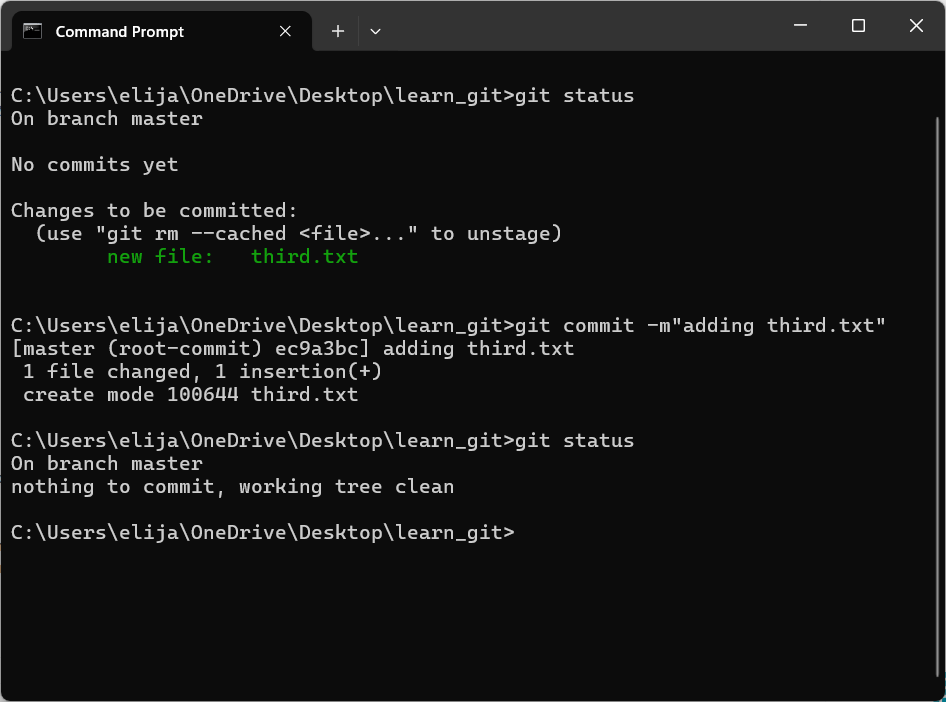 Command Prompt
C:\Users\elija\OneDrive\Desktop\learn_git>git status
On branch master
No commits yet
Changes to be committed:
  (use "git rm --cached <file>..." to unstage)
        new file:   third.txt
C:\Users\elija\OneDrive\Desktop\learn_git>git commit -m"adding third.txt"
[master (root-commit) ec9a3bc] adding third.txt
 1 file changed, 1 insertion(+)
 create mode 100644 third.txt
C:\Users\elija\OneDrive\Desktop\learn_git>git status
On branch master
nothing to commit, working tree clean
C:\Users\elija\OneDrive\Desktop\learn_git>